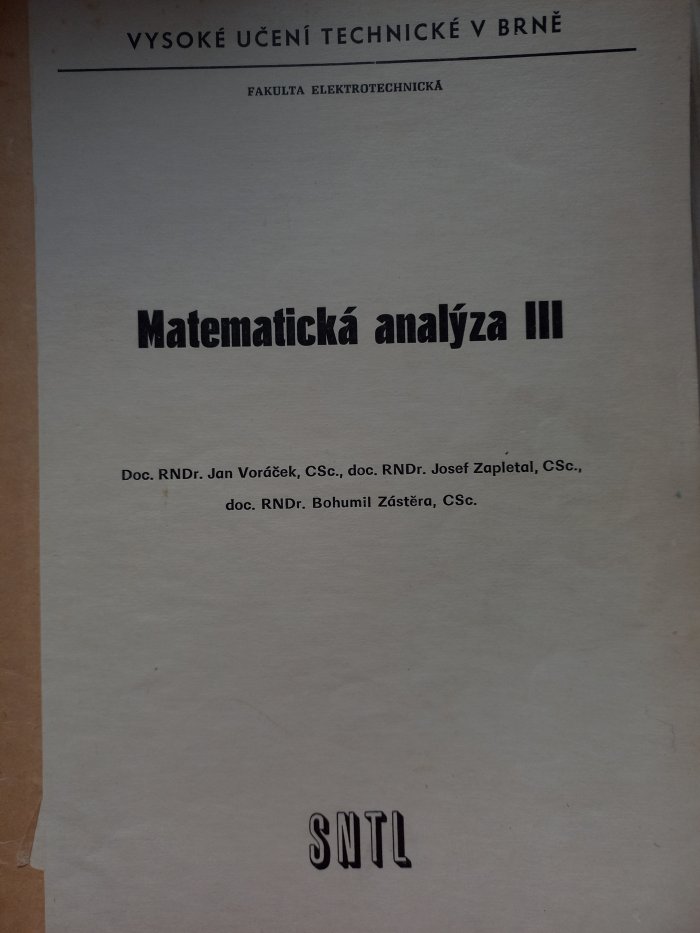 VYSOKÉ UČENÍ TECHNICKÉ V BRNĚ
FAKULTA ELEKTROTECHNICKÁ
Matematická analýza III
Doc. RNDr. Jan Voráček, CSc., doc. RNDr. Josef Zapletal, CSc.,
doc. RNDr. Bohumil Zástěra, CSc.
SNTL